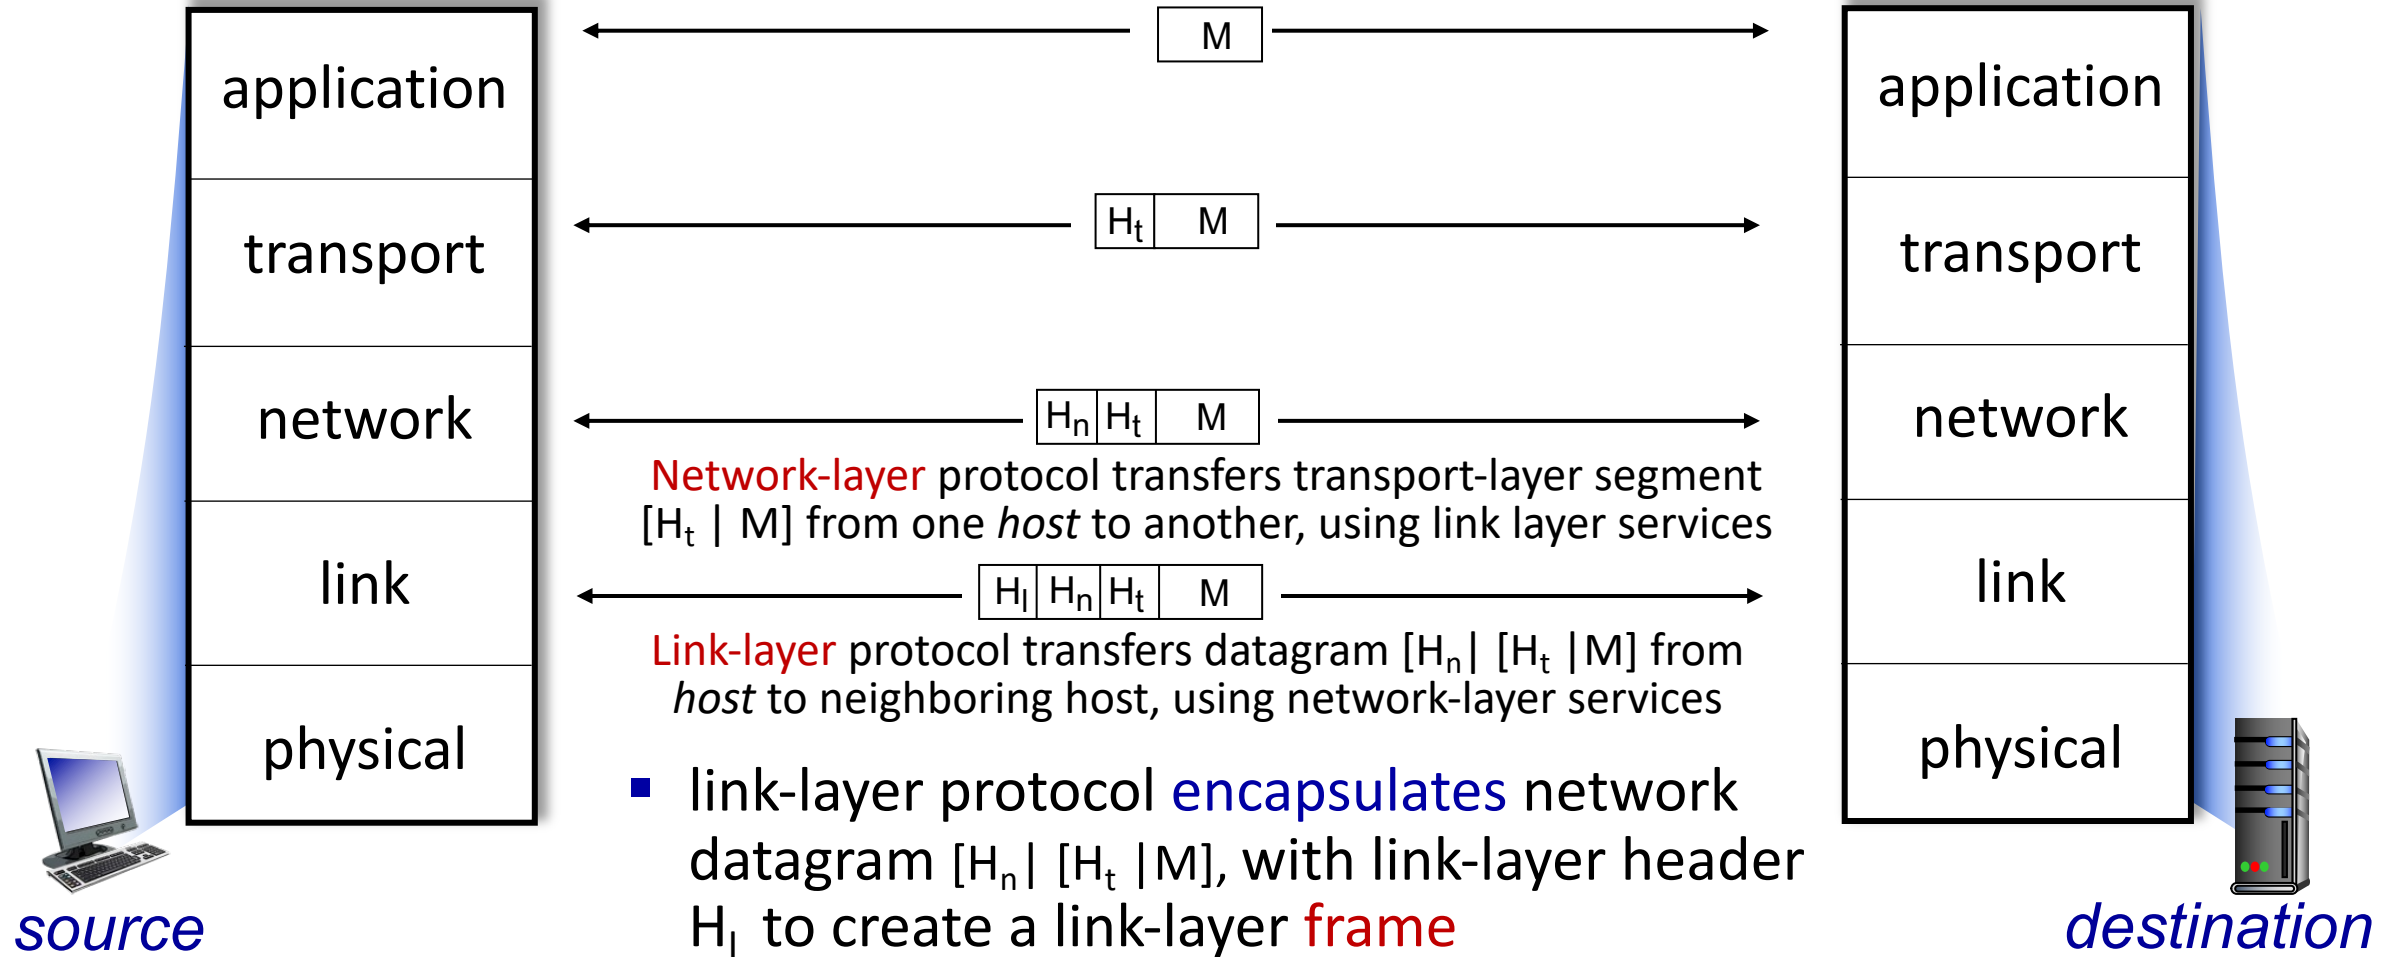 M
application
application
Ht M
transport
transport
Hn Ht M
network
network
Network-layer protocol transfers transport-layer segment
[Ht | M] from one host to another, using link layer services
Hl Hn Ht M
link
link
Link-layer protocol transfers datagram [Hn| [Ht |M] from
host to neighboring host, using network-layer services
physical
physical
▪ link-layer protocol encapsulates network
datagram [Hn| [Ht |M], with link-layer header
Hl to create a link-layer frame
source
destination